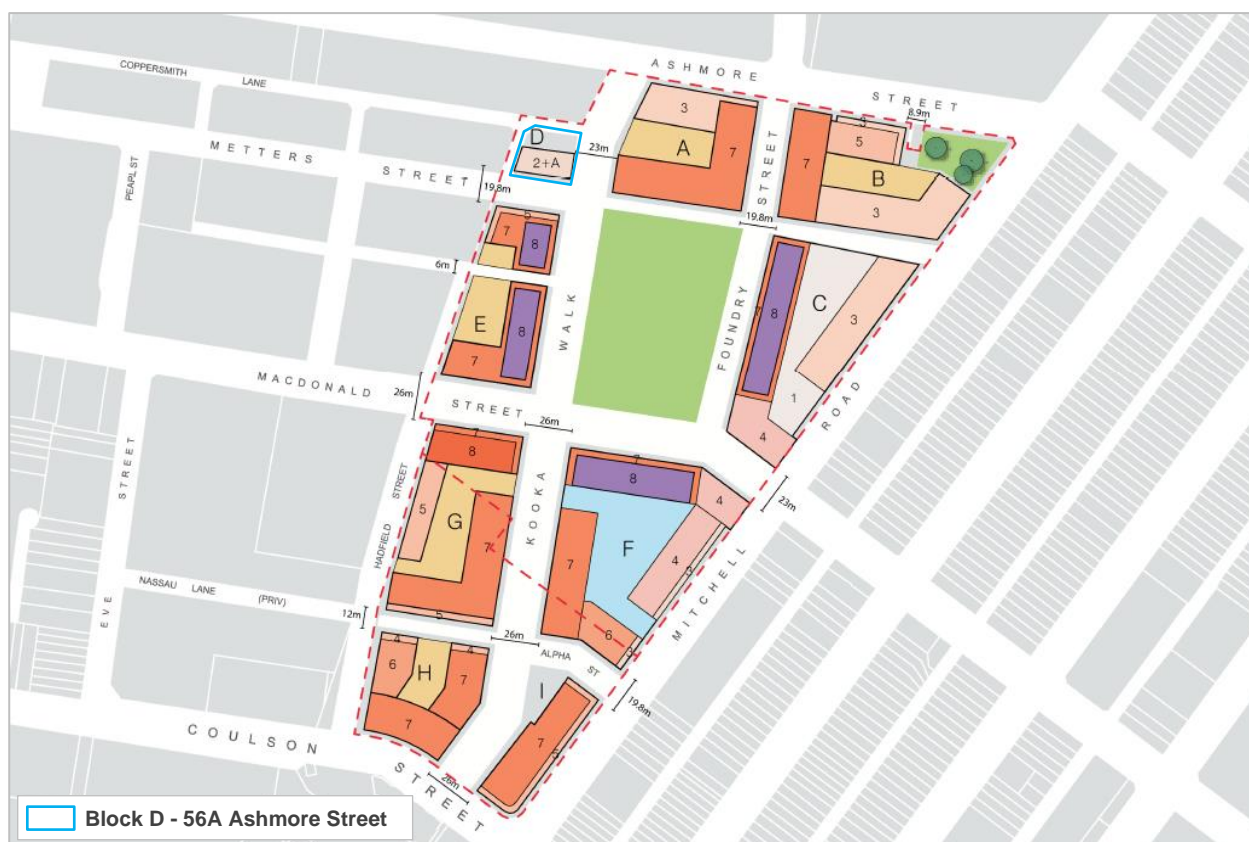 ASHMORE STREET
COPPERSMITH LANE
METTERS STREET
PEARL ST
8.9m
3
3
5
D
2+A
23m
A
7
7
B
3
STREET
19.8m
19.8m
5
7
8
6m
E
8
7
WALK
FOUNDRY
7
8
C
3
1
4
ROAD
MACDONALD STREET
26m
26m
7
8
5
G
7
5
HADFIELD STREET
KOOKA
7
8
4
F
4
3
7
6
3
23m
MITCHELL
STREET
EVE
NASSAU LANE (PRIV)
12m
26m
ALPHA ST
4
4
6
H
7
7
I
7
5
19.8m
COULSON STREET
26m
Block D - 56A Ashmore Street